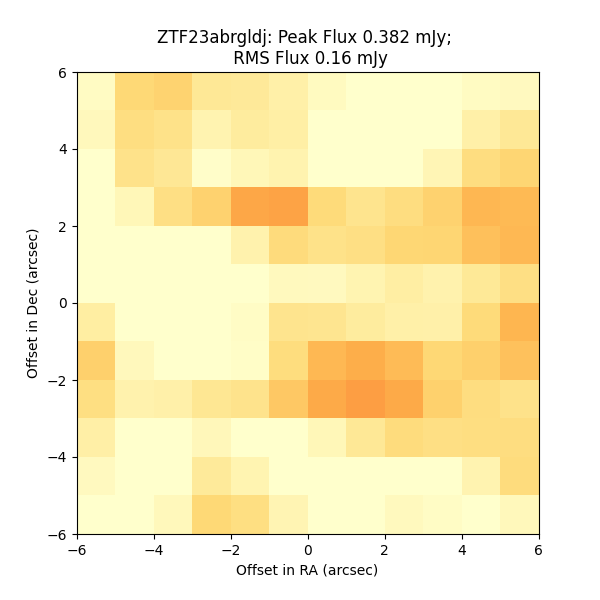 ZTF23abrgldj: Peak Flux 0.382 mJy;
RMS Flux 0.16 mJy
6
4
2
0
−2
−4
−6
Offset in Dec (arcsec)
−6 −4 −2 0 2 4 6
Offset in RA (arcsec)